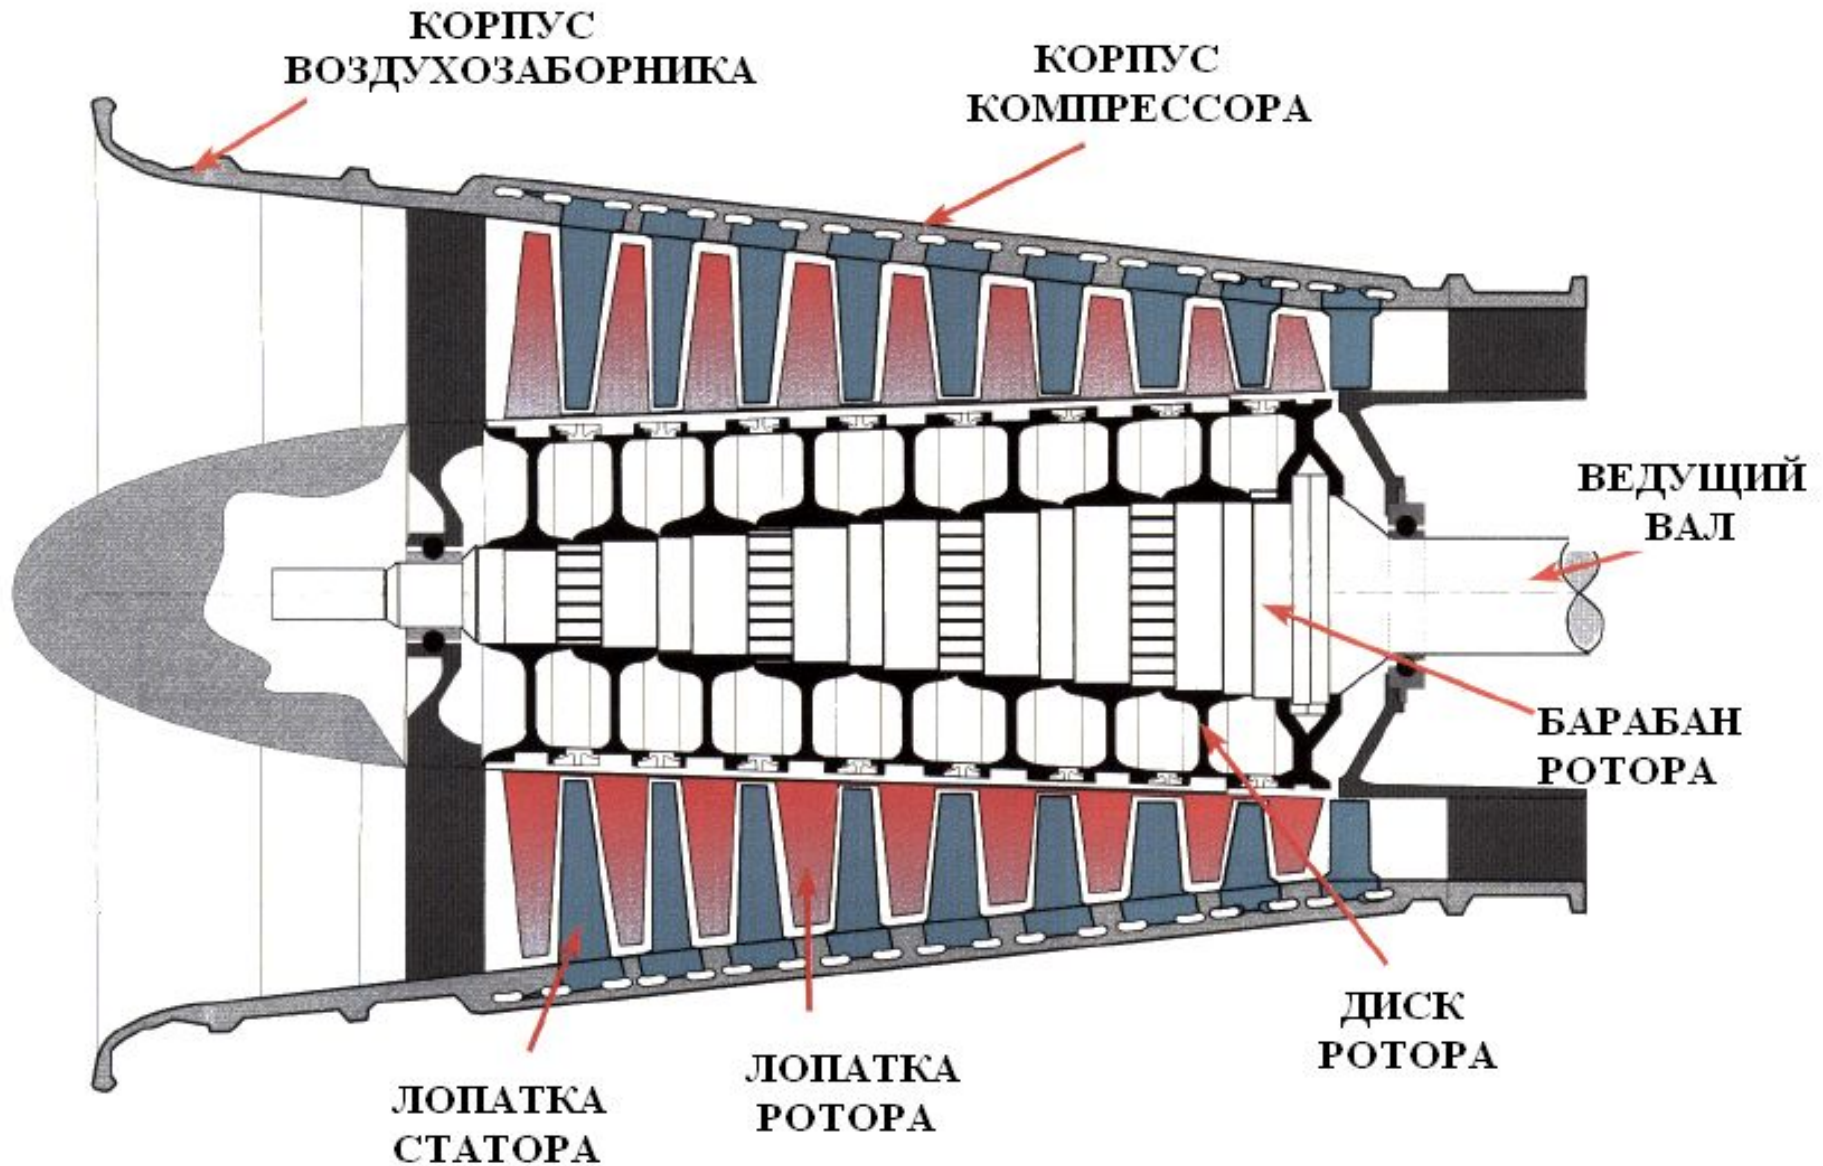 КОРПУС
ВОЗДУХОЗАБОРНИКА
КОРПУС
КОМПРЕССОРА
ВЕДУЩИЙ
ВАЛ
БАРАБАН
РОТОРА
ДИСК
РОТОРА
ЛОПАТКА
РОТОРА
ЛОПАТКА
СТАТОРА